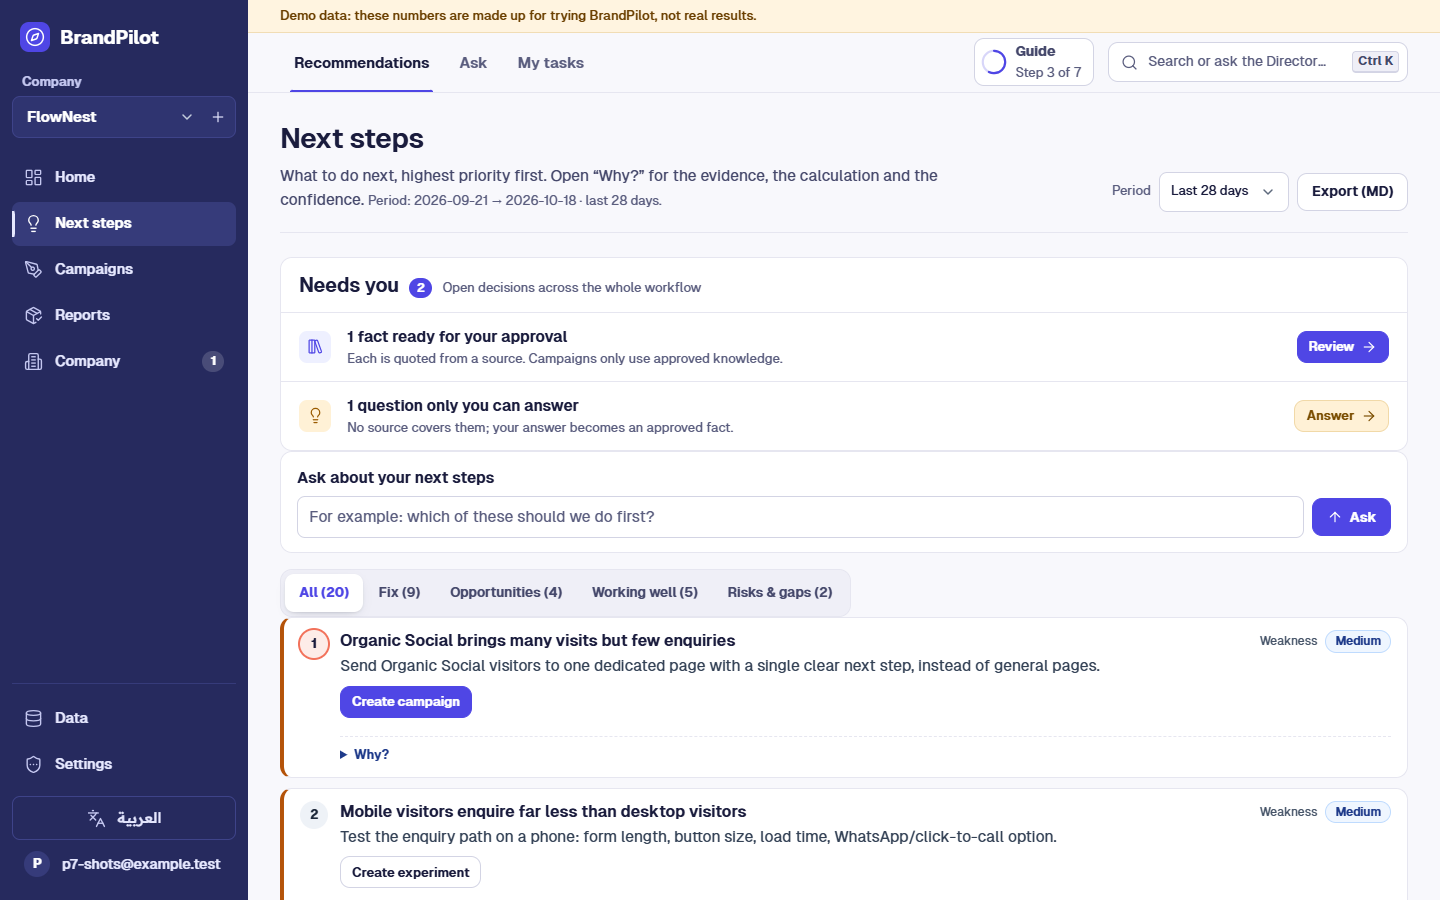 BrandPilot
Company
FlowNest
Home
Next steps
Campaigns
Reports
Company 1
Data
Settings
العربية
P p7-shots@example.test
Demo data: these numbers are made up for trying BrandPilot, not real results.
Recommendations Ask My tasks
Guide
Step 3 of 7
Search or ask the Director... Ctrl K
Next steps
What to do next, highest priority first. Open “Why?” for the evidence, the calculation and the
confidence. Period: 2026-09-21 → 2026-10-18 · last 28 days.
Period Last 28 days Export (MD)
Needs you 2 Open decisions across the whole workflow
1 fact ready for your approval
Each is quoted from a source. Campaigns only use approved knowledge.
Review →
1 question only you can answer
No source covers them; your answer becomes an approved fact.
Answer →
Ask about your next steps
For example: which of these should we do first?
↑ Ask
All (20) Fix (9) Opportunities (4) Working well (5) Risks & gaps (2)
1 Organic Social brings many visits but few enquiries Weakness Medium
Send Organic Social visitors to one dedicated page with a single clear next step, instead of general pages.
Create campaign
▶ Why?
2 Mobile visitors enquire far less than desktop visitors Weakness Medium
Test the enquiry path on a phone: form length, button size, load time, WhatsApp/click-to-call option.
Create experiment